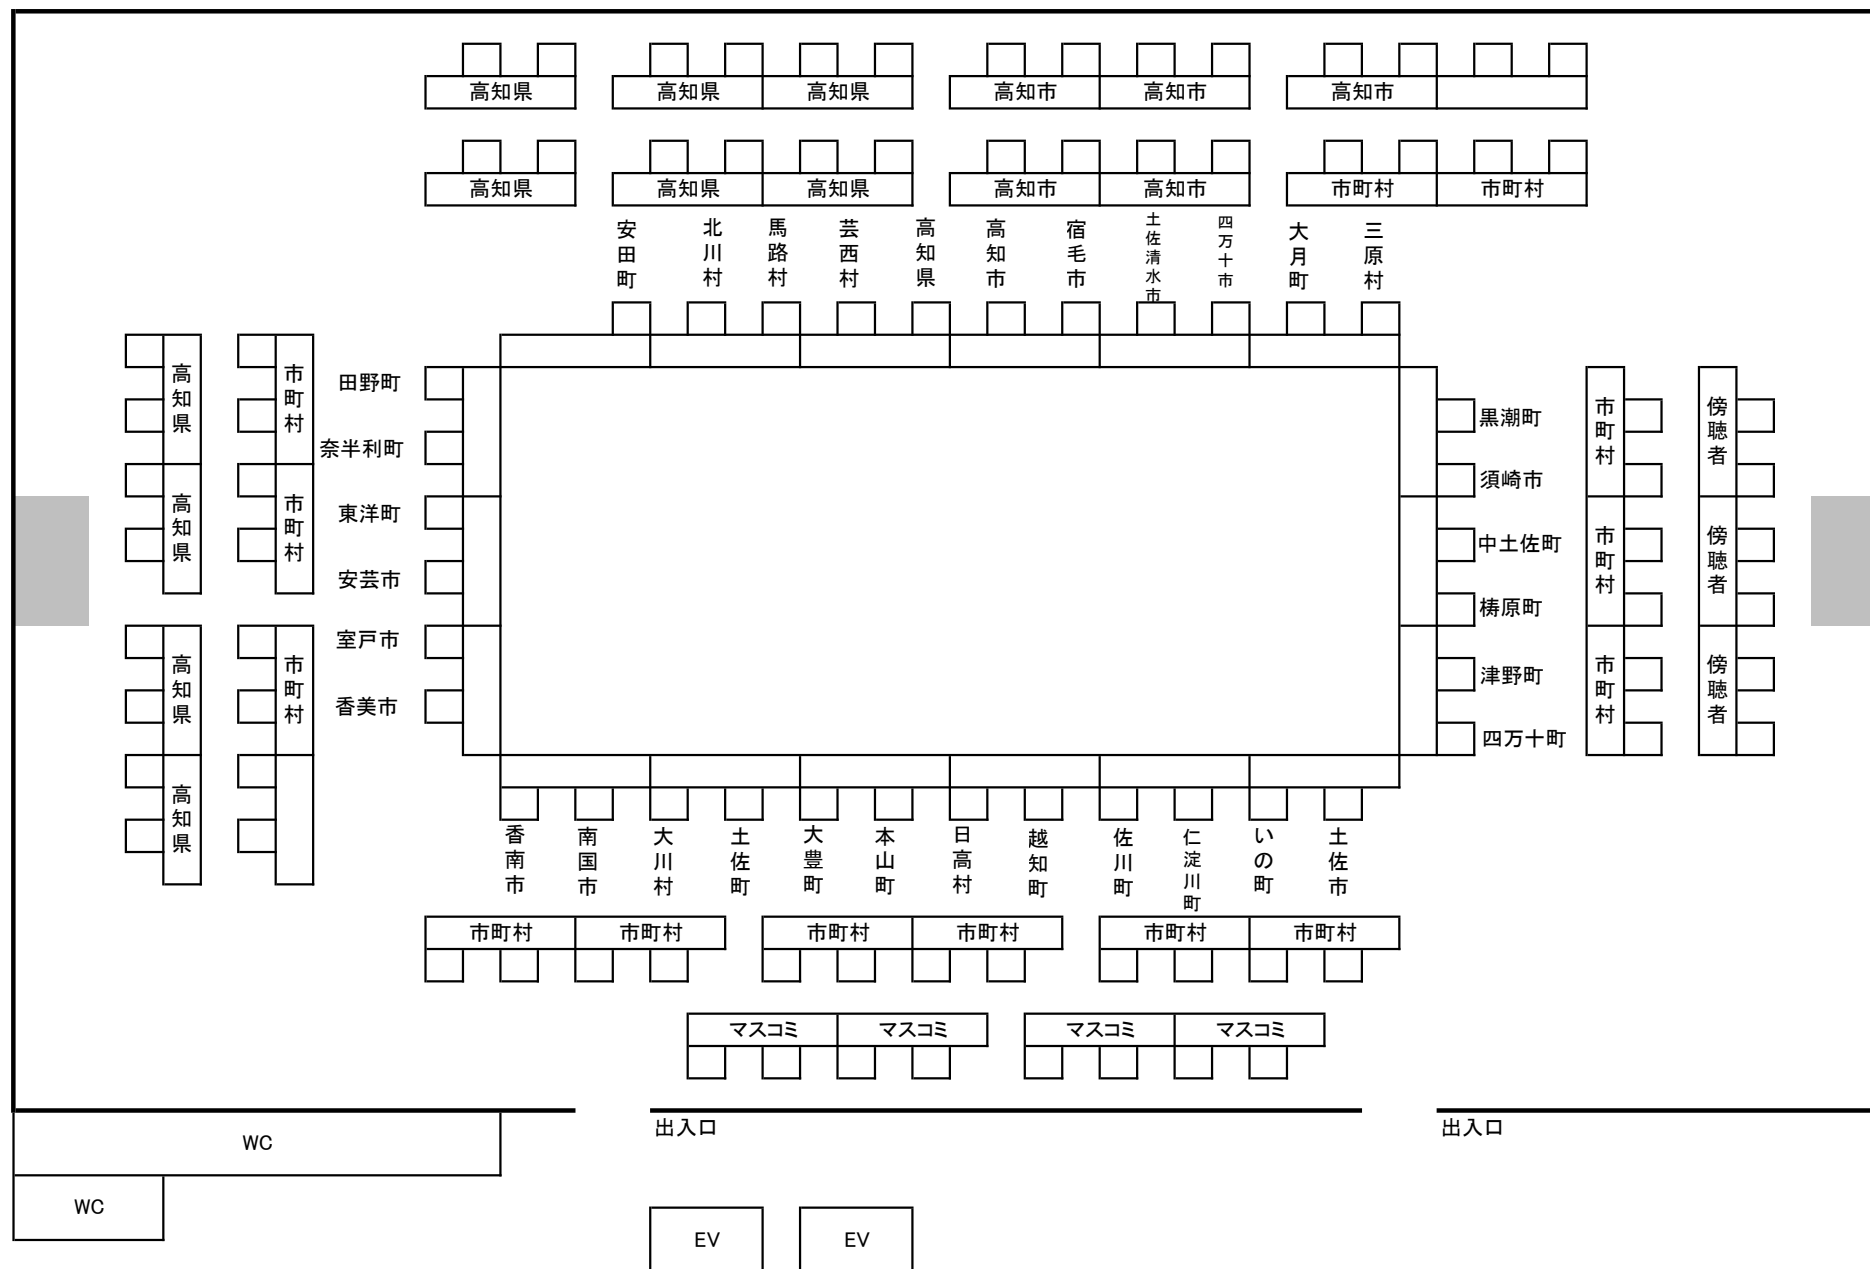 高知県 高知県 高知県 高知市 高知市 高知市
高知県 高知県 高知県 高知市 高知市 市町村 市町村
安田町
北川村
馬路村
芸西村
高知県
高知市
宿毛市
土佐清水市
四万十市
大月町
三原村
高知県
高知県
高知県
高知県
市町村
市町村
市町村
田野町
奈半利町
東洋町
安芸市
室戸市
香美市
黒潮町
須崎市
中土佐町
梼原町
津野町
四万十町
市町村
市町村
市町村
傍聴者
傍聴者
傍聴者
香南市
南国市
大川村
土佐町
大豊町
本山町
日高村
越知町
佐川町
仁淀川町
いの町
土佐市
市町村 市町村 市町村 市町村 市町村 市町村
マスコミ マスコミ マスコミ マスコミ
出入口 出入口
WC
WC
EV EV